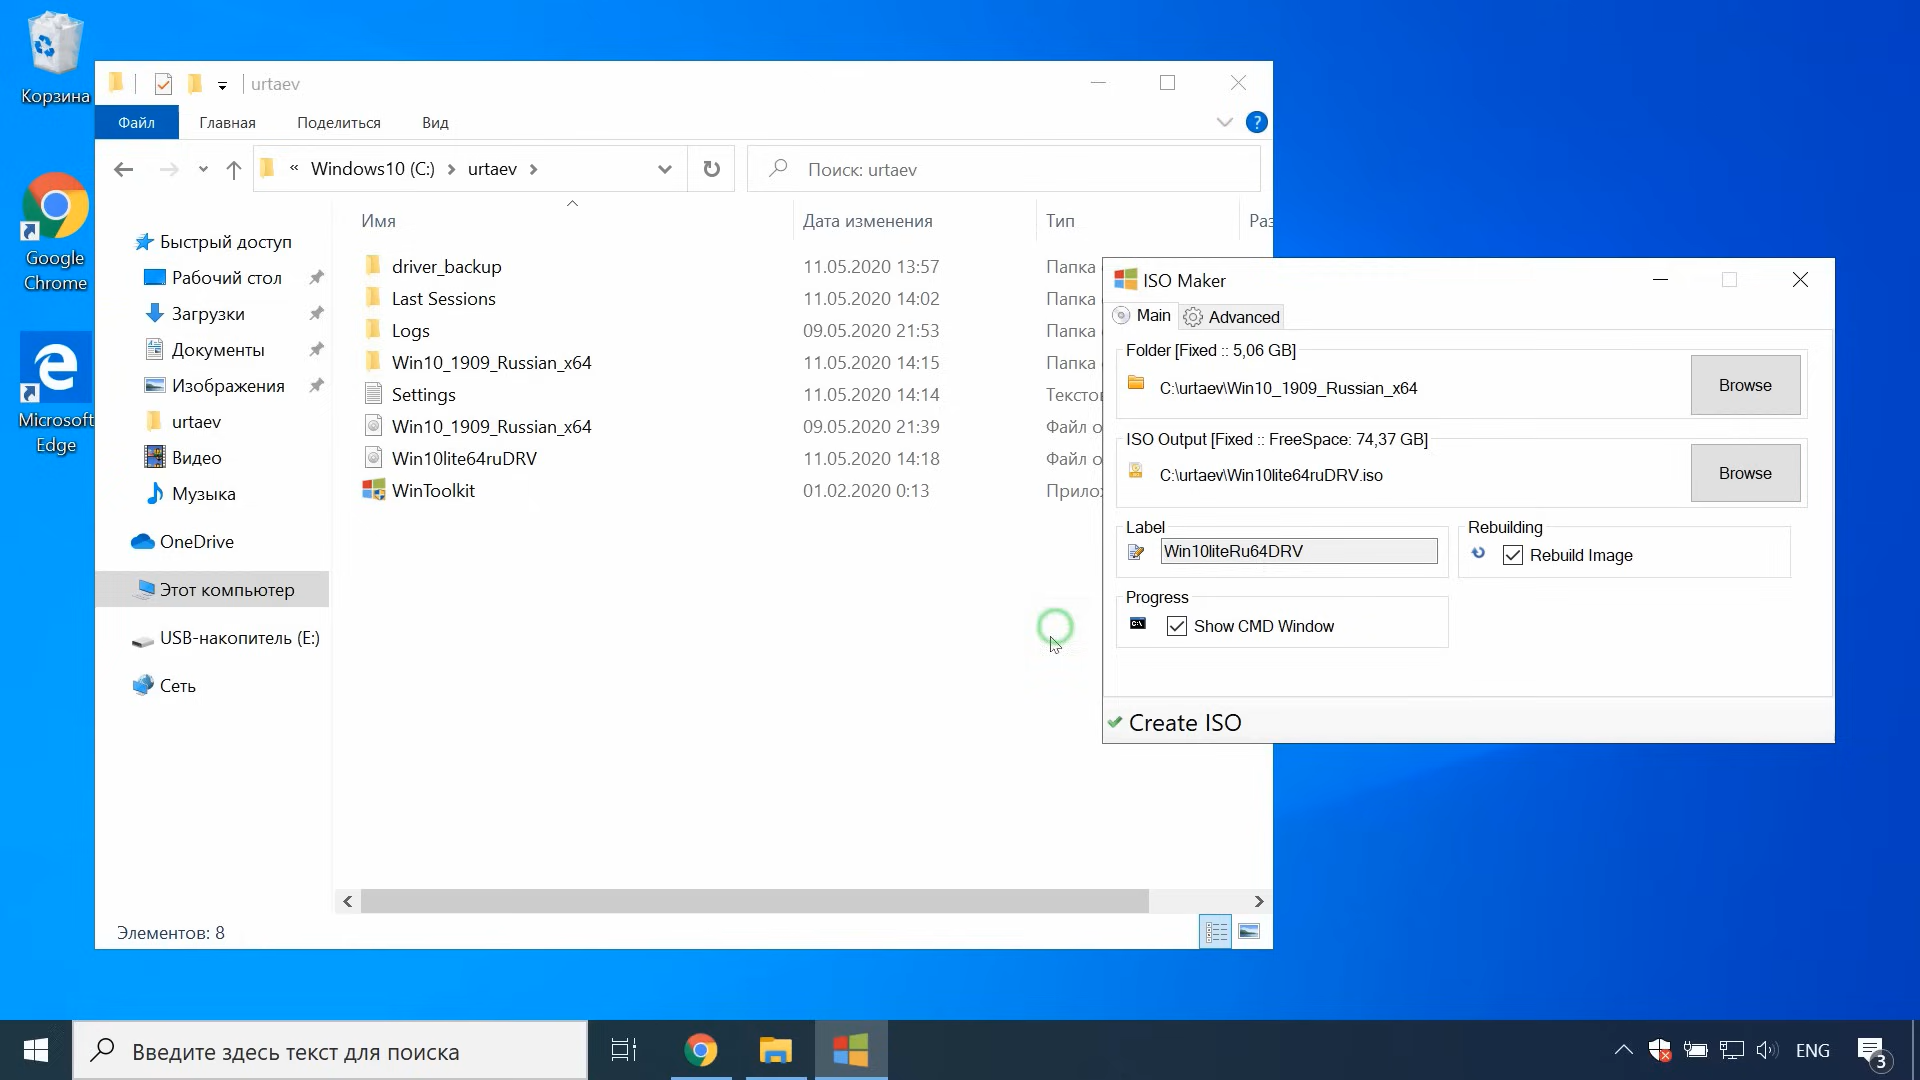 Корзина
Google
Chrome
Microsoft
Edge
urtaev
Файл
Главная
Поделиться
Вид
?
« Windows10 (C:) › urtaev ›
Поиск: urtaev
Имя
Дата изменения
Тип
Раз
Быстрый доступ
Рабочий стол
Загрузки
Документы
Изображения
urtaev
Видео
Музыка
OneDrive
Этот компьютер
USB-накопитель (E:)
Сеть
driver_backup 11.05.2020 13:57 Папка
Last Sessions 11.05.2020 14:02 Папка
Logs 09.05.2020 21:53 Папка
Win10_1909_Russian_x64 11.05.2020 14:15 Папка
Settings 11.05.2020 14:14 Тексто
Win10_1909_Russian_x64 09.05.2020 21:39 Файл о
Win10lite64ruDRV 11.05.2020 14:18 Файл о
WinToolkit 01.02.2020 0:13 Прило
Элементов: 8
ISO Maker
Main
Advanced
Folder [Fixed :: 5,06 GB]
C:\urtaev\Win10_1909_Russian_x64
Browse
ISO Output [Fixed :: FreeSpace: 74,37 GB]
C:\urtaev\Win10lite64ruDRV.iso
Browse
Label
Win10liteRu64DRV
Rebuilding
Rebuild Image
Progress
Show CMD Window
Create ISO
Введите здесь текст для поиска
ENG
3